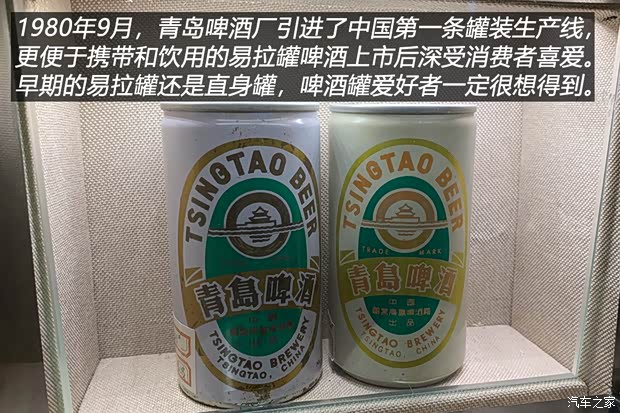 1980年9月，青岛啤酒厂引进了中国第一条罐装生产线，
更便于携带和饮用的易拉罐啤酒上市后深受消费者喜爱。
早期的易拉罐还是直身罐，啤酒罐爱好者一定很想得到。
TSINGTAO BEER
青島啤酒
TSINGTAO BREWERY
TSINGTAO, CHINA
TSINGTAO BEER
TRADE MARK
青島啤酒
中國
出品
TSINGTAO BREWERY
TSINGTAO, CHINA
汽车之家